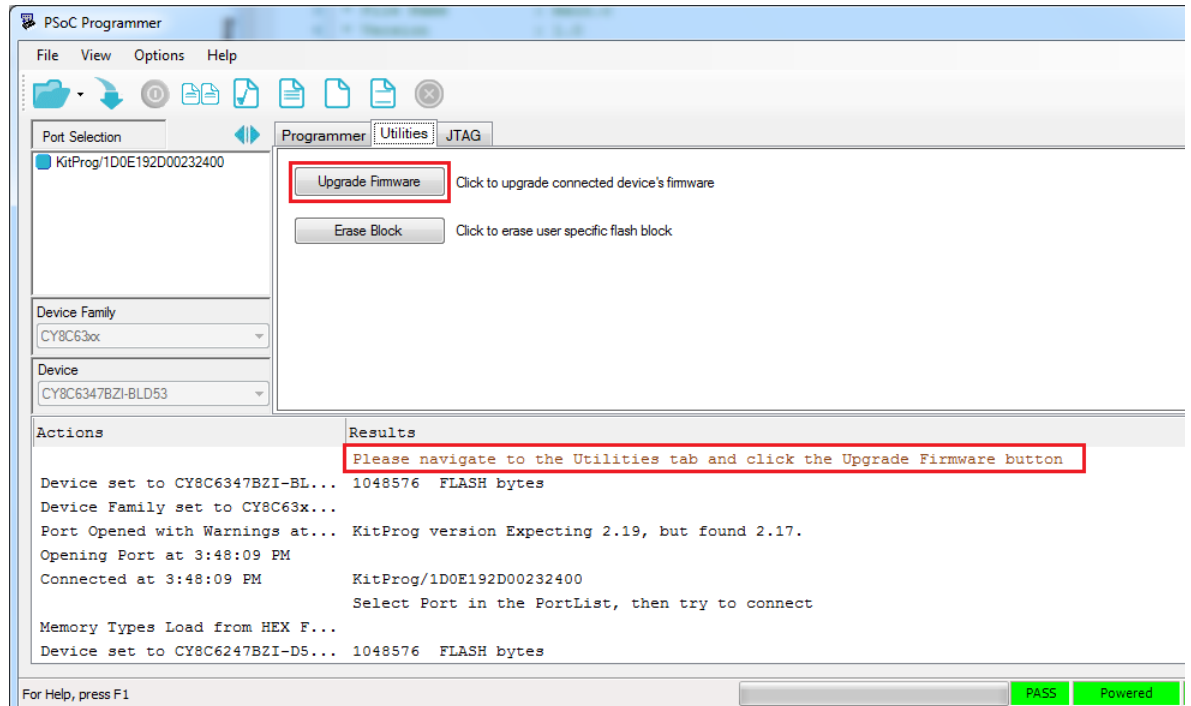 PSoC Programmer
File View Options Help
Port Selection
Programmer Utilities JTAG
KitProg/1D0E192D00232400
Upgrade Firmware Click to upgrade connected device's firmware
Erase Block Click to erase user specific flash block
Device Family
CY8C63xx
Device
CY8C6347BZI-BLD53
Actions Results
Please navigate to the Utilities tab and click the Upgrade Firmware button
Device set to CY8C6347BZI-BL... 1048576 FLASH bytes
Device Family set to CY8C63x...
Port Opened with Warnings at... KitProg version Expecting 2.19, but found 2.17.
Opening Port at 3:48:09 PM
Connected at 3:48:09 PM KitProg/1D0E192D00232400
Select Port in the PortList, then try to connect
Memory Types Load from HEX F...
Device set to CY8C6247BZI-D5... 1048576 FLASH bytes
For Help, press F1 PASS Powered